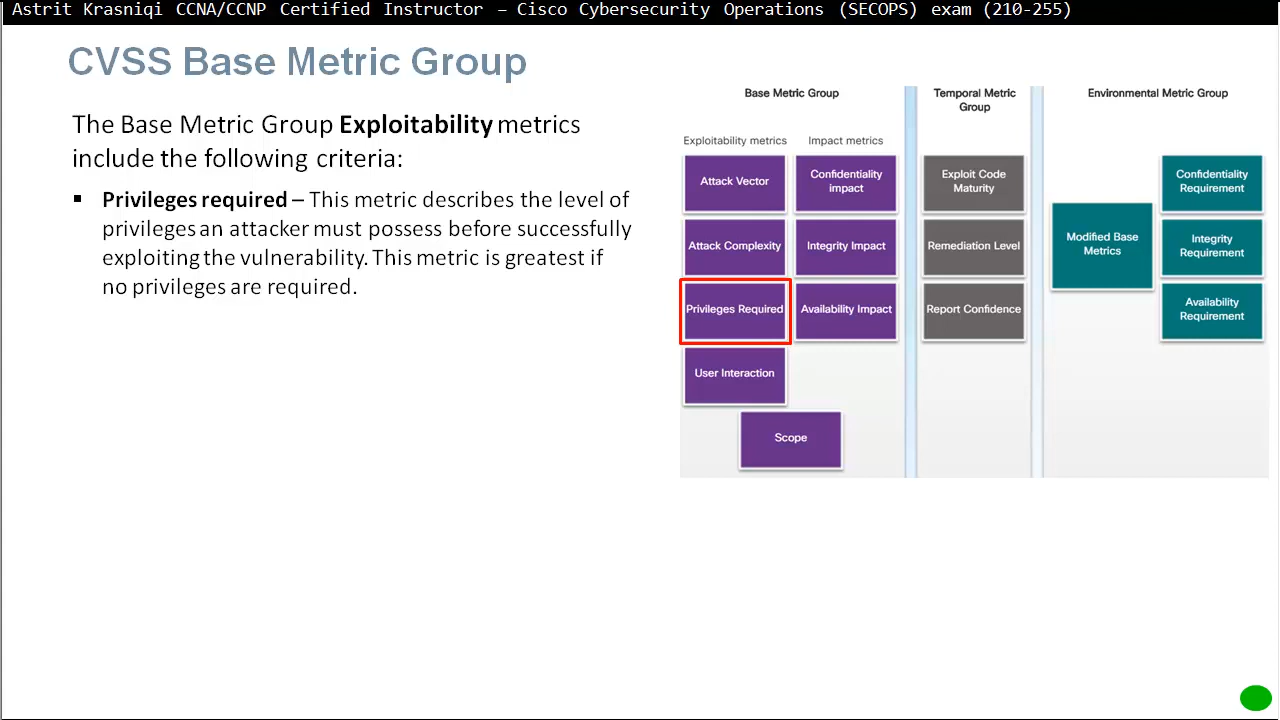 Astrit Krasniqi CCNA/CCNP Certified Instructor – Cisco Cybersecurity Operations (SECOPS) exam (210-255)
CVSS Base Metric Group
The Base Metric Group Exploitability metrics
include the following criteria:
▪ Privileges required – This metric describes the level of
privileges an attacker must possess before successfully
exploiting the vulnerability. This metric is greatest if
no privileges are required.
Base Metric Group
Exploitability metrics
Impact metrics
Attack Vector
Confidentiality
impact
Attack Complexity
Integrity Impact
Privileges Required
Availability Impact
User Interaction
Scope
Temporal Metric
Group
Exploit Code
Maturity
Remediation Level
Report Confidence
Environmental Metric Group
Modified Base
Metrics
Confidentiality
Requirement
Integrity
Requirement
Availability
Requirement